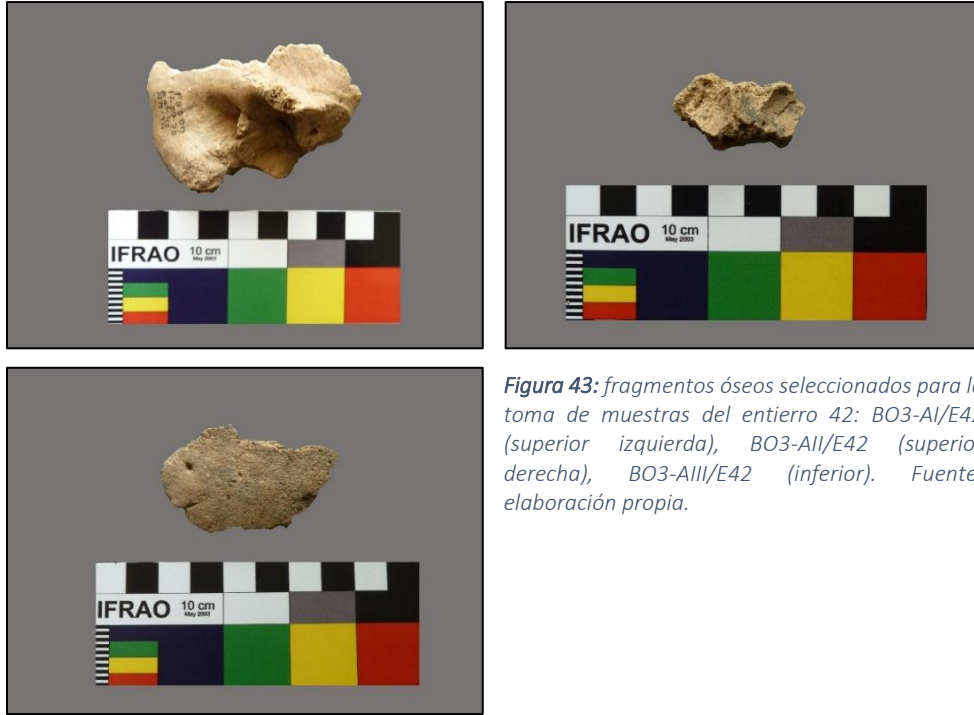 IFRAO 10 cm
May 2003
IFRAO 10 cm
May 2003
IFRAO 10 cm
May 2003
Figura 43: fragmentos óseos seleccionados para l
toma de muestras del entierro 42: BO3-AI/E42
(superior izquierda), BO3-AII/E42 (superio
derecha), BO3-AIII/E42 (inferior). Fuente
elaboración propia.